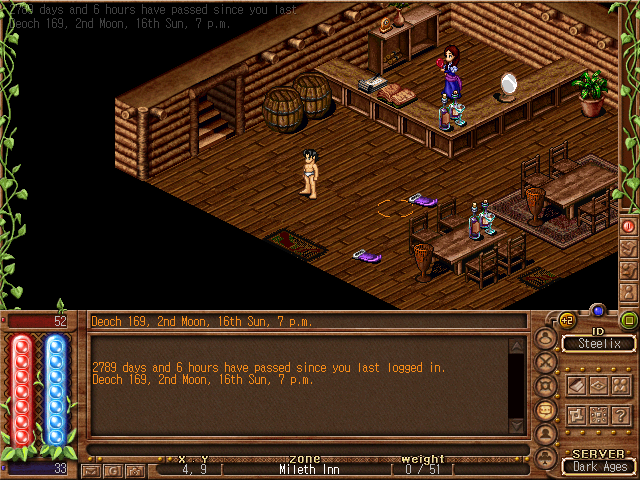 2789 days and 6 hours have passed since you last
Deoch 169, 2nd Moon, 16th Sun, 7 p.m.
52
Deoch 169, 2nd Moon, 16th Sun, 7 p.m.
+2
ID
Steelix
2789 days and 6 hours have passed since you last logged in.
Deoch 169, 2nd Moon, 16th Sun, 7 p.m.
?
x y zone weight
33
G
4, 9 [ Mileth Inn [ 0 / 51 [
SERVER
Dark Ages